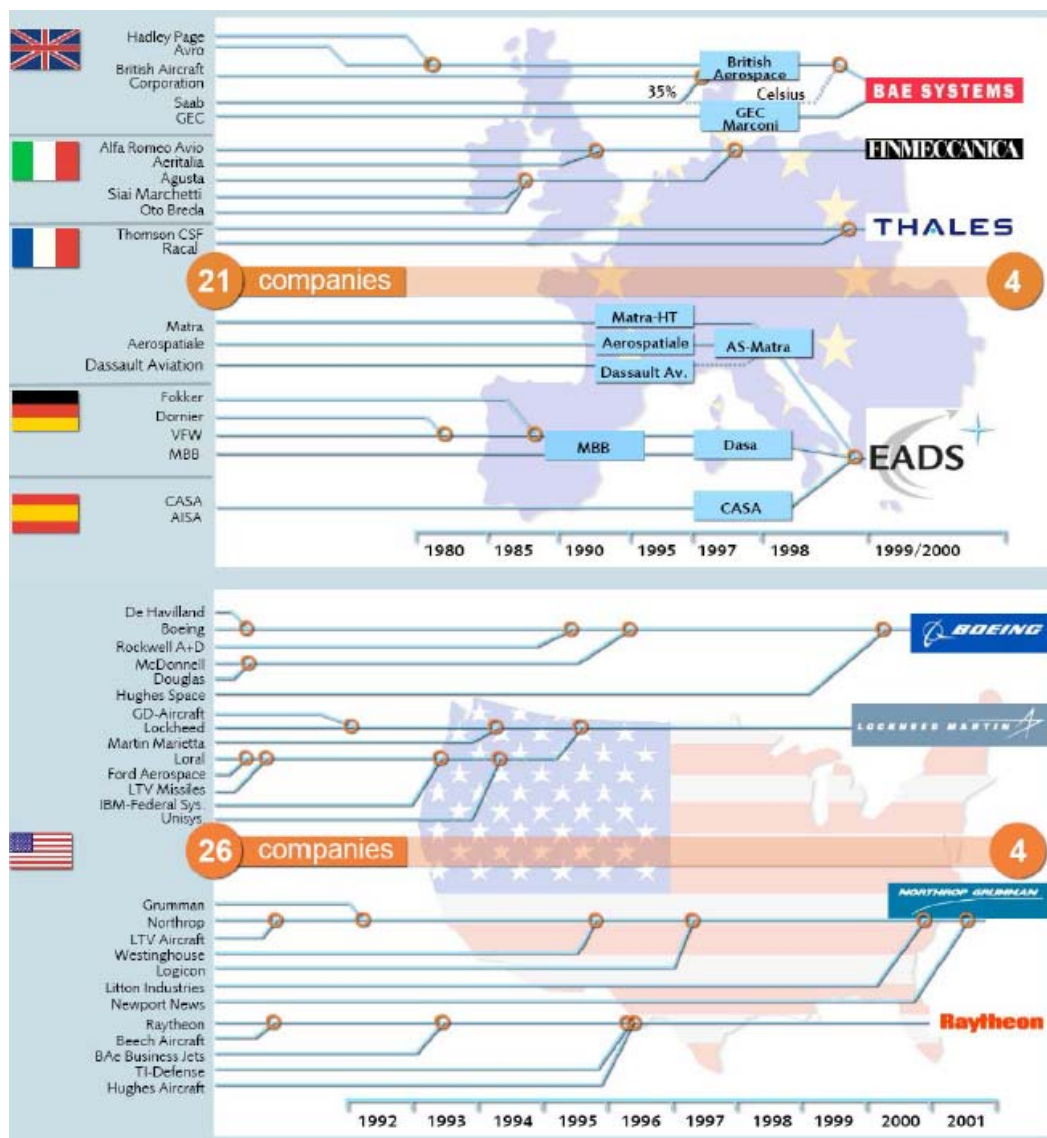 Hadley Page
Avro
British Aircraft
Corporation
Saab
GEC
35%
British
Aerospace
Celsius
GEC
Marconi
BAE SYSTEMS
Alfa Romeo Avio
Aeritalia
Agusta
Siai Marchetti
Oto Breda
FINMECCANICA
Thomson CSF
Racal
THALES
21 companies 4
Matra
Aerospatiale
Dassault Aviation
Matra-HT
Aerospatiale
AS-Matra
Dassault Av.
Fokker
Dornier
VFW
MBB
MBB
Dasa
EADS
CASA
AISA
CASA
1980 1985 1990 1995 1997 1998 1999/2000
De Havilland
Boeing
Rockwell A+D
McDonnell
Douglas
Hughes Space
BOEING
GD-Aircraft
Lockheed
Martin Marietta
Loral
Ford Aerospace
LTV Missiles
IBM-Federal Sys.
Unisys
LOCKHEED MARTIN
26 companies 4
Grumman
Northrop
LTV Aircraft
Westinghouse
Logicon
Litton Industries
Newport News
NORTHROP GRUMMAN
Raytheon
Beech Aircraft
BAe Business Jets
TI-Defense
Hughes Aircraft
Raytheon
1992 1993 1994 1995 1996 1997 1998 1999 2000 2001